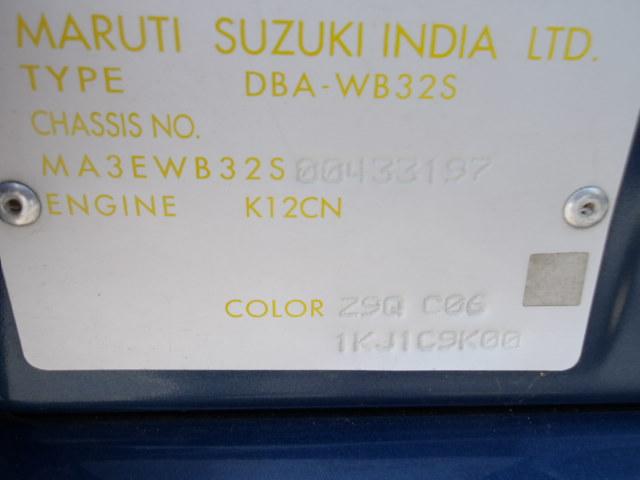 MARUTI SUZUKI INDIA LTD.
TYPE DBA-WB32S
CHASSIS NO.
MA3EWB32S00433197
ENGINE K12CN
COLOR Z9Q C06
1KJ1C9K00